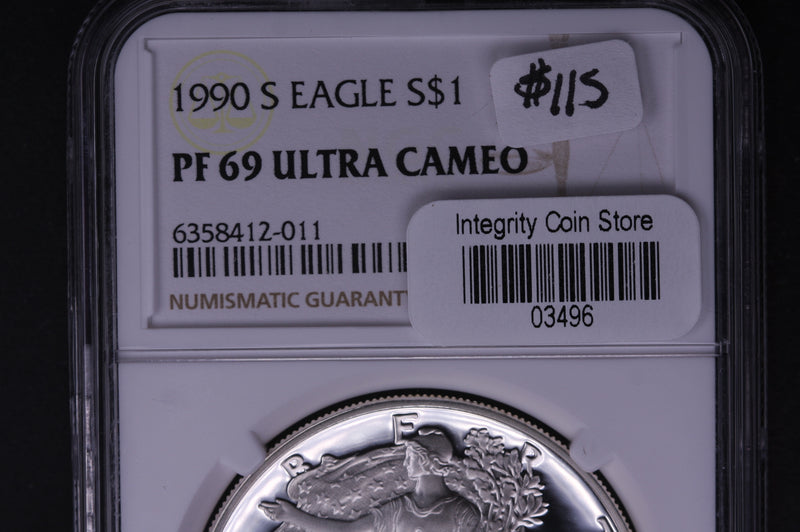 1990 S EAGLE S$1
$115
PF 69 ULTRA CAMEO
6358412-011
NUMISMATIC GUARANT
Integrity Coin Store
03496
R E R